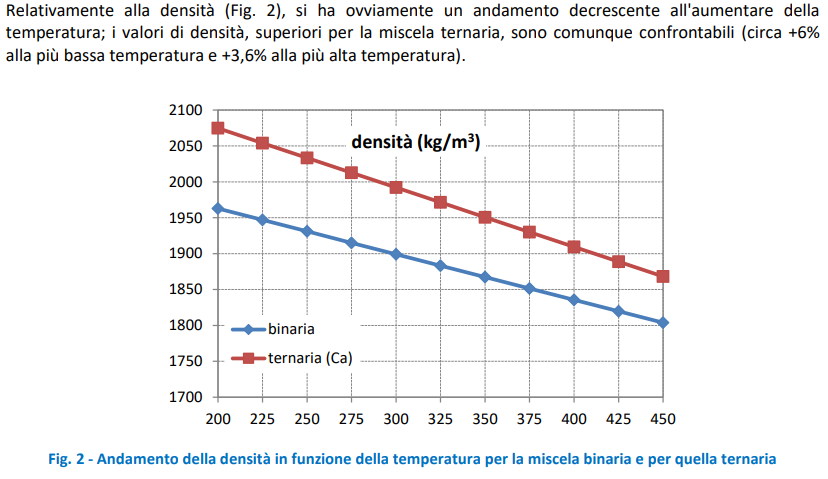 Relativamente alla densità (Fig. 2), si ha ovviamente un andamento decrescente all'aumentare della
temperatura; i valori di densità, superiori per la miscela ternaria, sono comunque confrontabili (circa +6%
alla più bassa temperatura e +3,6% alla più alta temperatura).
densità (kg/m³)
2100
2050
2000
1950
1900
1850
1800
1750
1700
binaria
ternaria (Ca)
200 225 250 275 300 325 350 375 400 425 450
Fig. 2 - Andamento della densità in funzione della temperatura per la miscela binaria e per quella ternaria